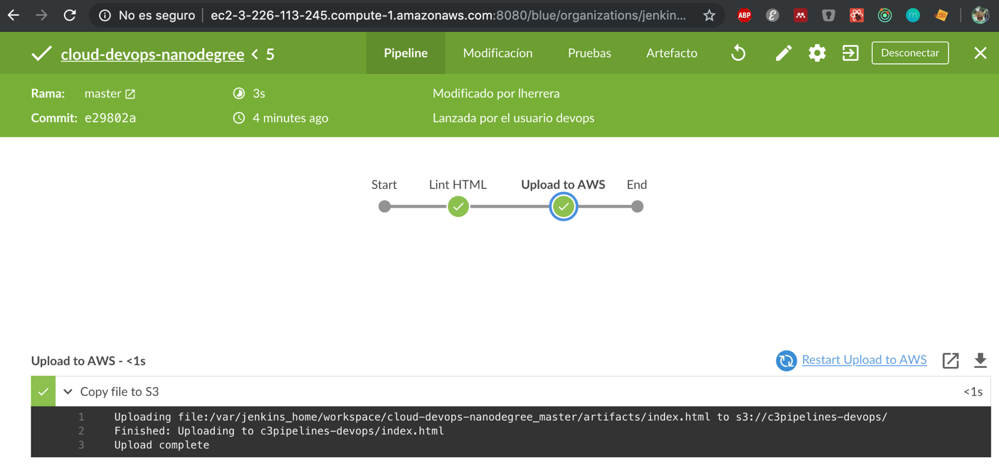 No es seguro | ec2-3-226-113-245.compute-1.amazonaws.com:8080/blue/organizations/jenkin...
ABP
cloud-devops-nanodegree < 5
Pipeline
Modificacíon
Pruebas
Artefacto
Desconectar
Rama: master
3s
Modificado por lherrera
Commit: e29802a
4 minutes ago
Lanzada por el usuario devops
Start
Lint HTML
Upload to AWS
End
Upload to AWS - <1s
Restart Upload to AWS
Copy file to S3
<1s
1 Uploading file:/var/jenkins_home/workspace/cloud-devops-nanodegree_master/artifacts/index.html to s3://c3pipelines-devops/
2 Finished: Uploading to c3pipelines-devops/index.html
3 Upload complete